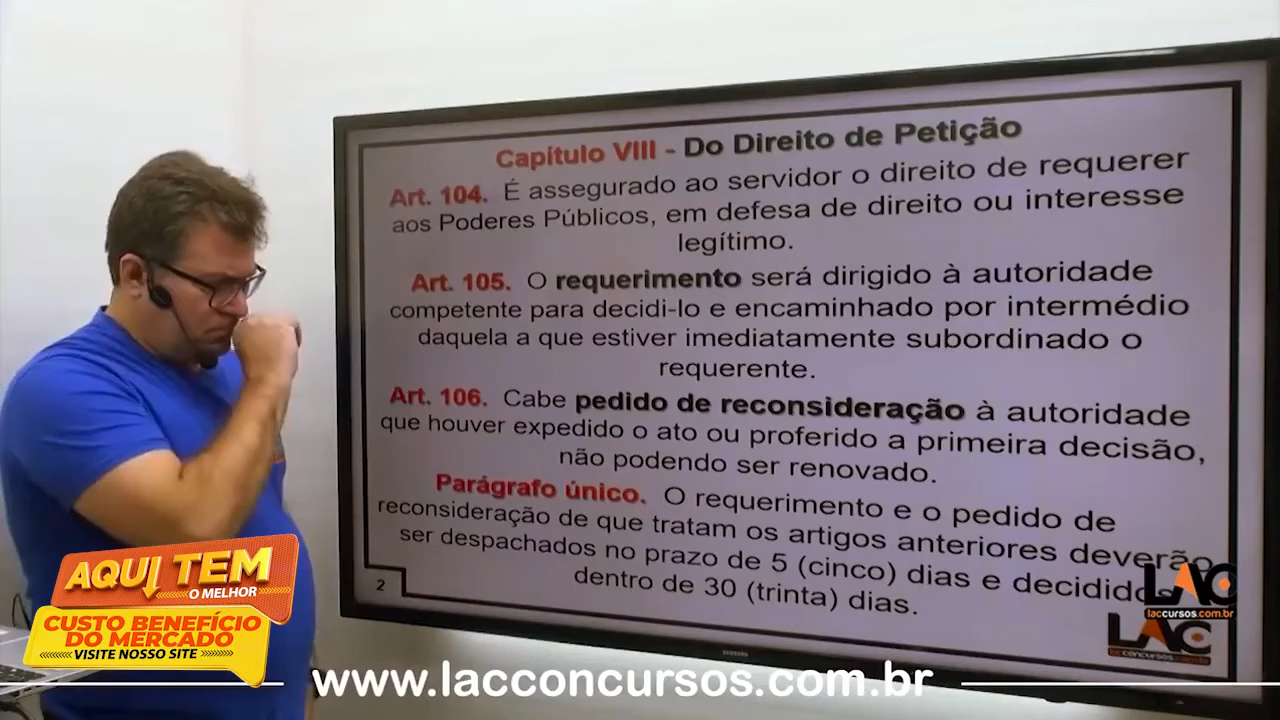 Capítulo VIII - Do Direito de Petição
Art. 104. É assegurado ao servidor o direito de requerer
aos Poderes Públicos, em defesa de direito ou interesse
legítimo.
Art. 105. O requerimento será dirigido à autoridade
competente para decidi-lo e encaminhado por intermédio
daquela a que estiver imediatamente subordinado o
requerente.
Art. 106. Cabe pedido de reconsideração à autoridade
que houver expedido o ato ou proferido a primeira decisão,
não podendo ser renovado.
Parágrafo único. O requerimento e o pedido de
reconsideração de que tratam os artigos anteriores deverão
ser despachados no prazo de 5 (cinco) dias e decididos
dentro de 30 (trinta) dias.
2
LAC
laccursos.com.br
LAC
lacconcursos.com.br
SAMSUNG
AQUI TEM
O MELHOR
CUSTO BENEFÍCIO
DO MERCADO
VISITE NOSSO SITE
www.lacconcursos.com.br